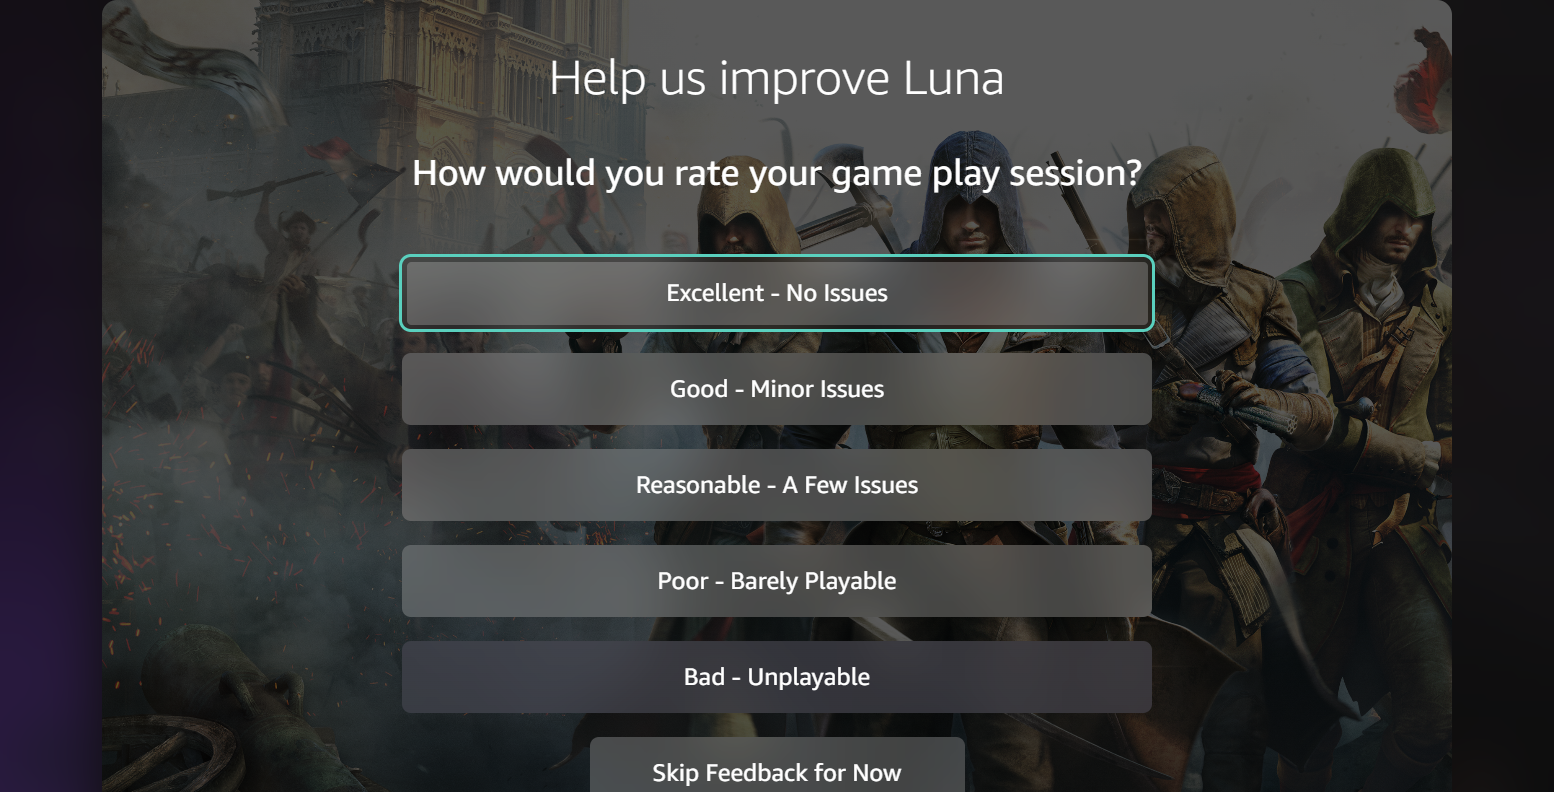 Help us improve Luna
How would you rate your game play session?
Excellent - No Issues
Good - Minor Issues
Reasonable - A Few Issues
Poor - Barely Playable
Bad - Unplayable
Skip Feedback for Now